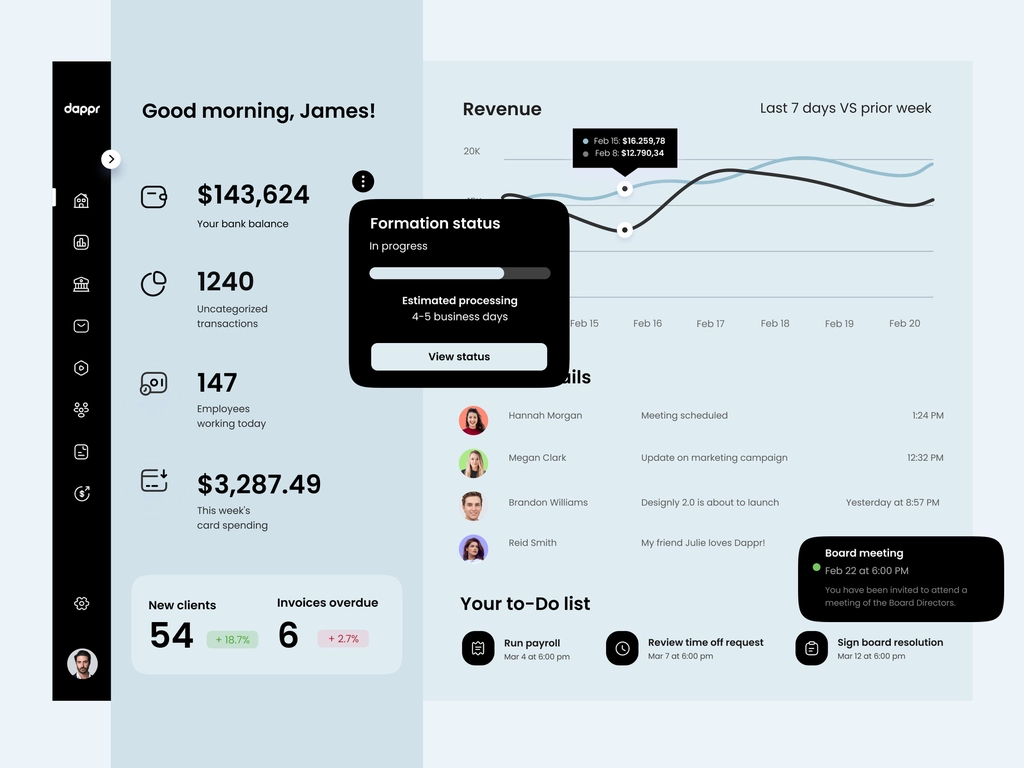 dappr
Good morning, James!
$143,624
Your bank balance
1240
Uncategorized
transactions
147
Employees
working today
$3,287.49
This week's
card spending
New clients
54
+ 18.7%
Invoices overdue
6
+ 2.7%
Formation status
In progress
Estimated processing
4-5 business days
View status
Revenue
Last 7 days VS prior week
20K
Feb 15: $16.259,78
Feb 8: $12.790,34
Feb 15
Feb 16
Feb 17
Feb 18
Feb 19
Feb 20
Hannah Morgan
Meeting scheduled
1:24 PM
Megan Clark
Update on marketing campaign
12:32 PM
Brandon Williams
Designly 2.0 is about to launch
Yesterday at 8:57 PM
Reid Smith
My friend Julie loves Dappr!
Board meeting
Feb 22 at 6:00 PM
You have been invited to attend a
meeting of the Board Directors.
Your to-Do list
Run payroll
Mar 4 at 6:00 pm
Review time off request
Mar 7 at 6:00 pm
Sign board resolution
Mar 12 at 6:00 pm